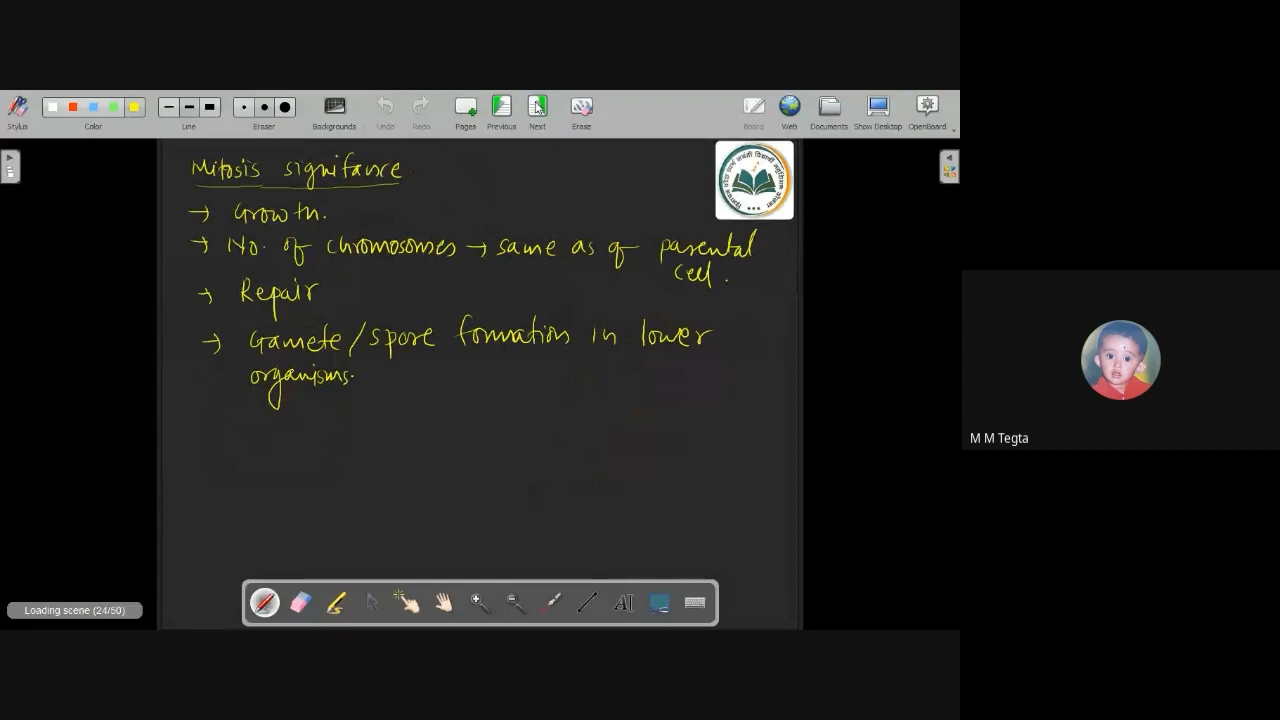 Stylus
Color
Line
Eraser
Backgrounds
Undo
Redo
Pages
Previous
Next
Erase
Board
Web
Documents
Show Desktop
OpenBoard
Mitosis signifance
→ Growth.
→ No. of chromosomes → same as of parental
cell.
→ Repair
→ Gamete/spore formation in lower
organisms.
M M Tegta
Loading scene (24/50)
AI